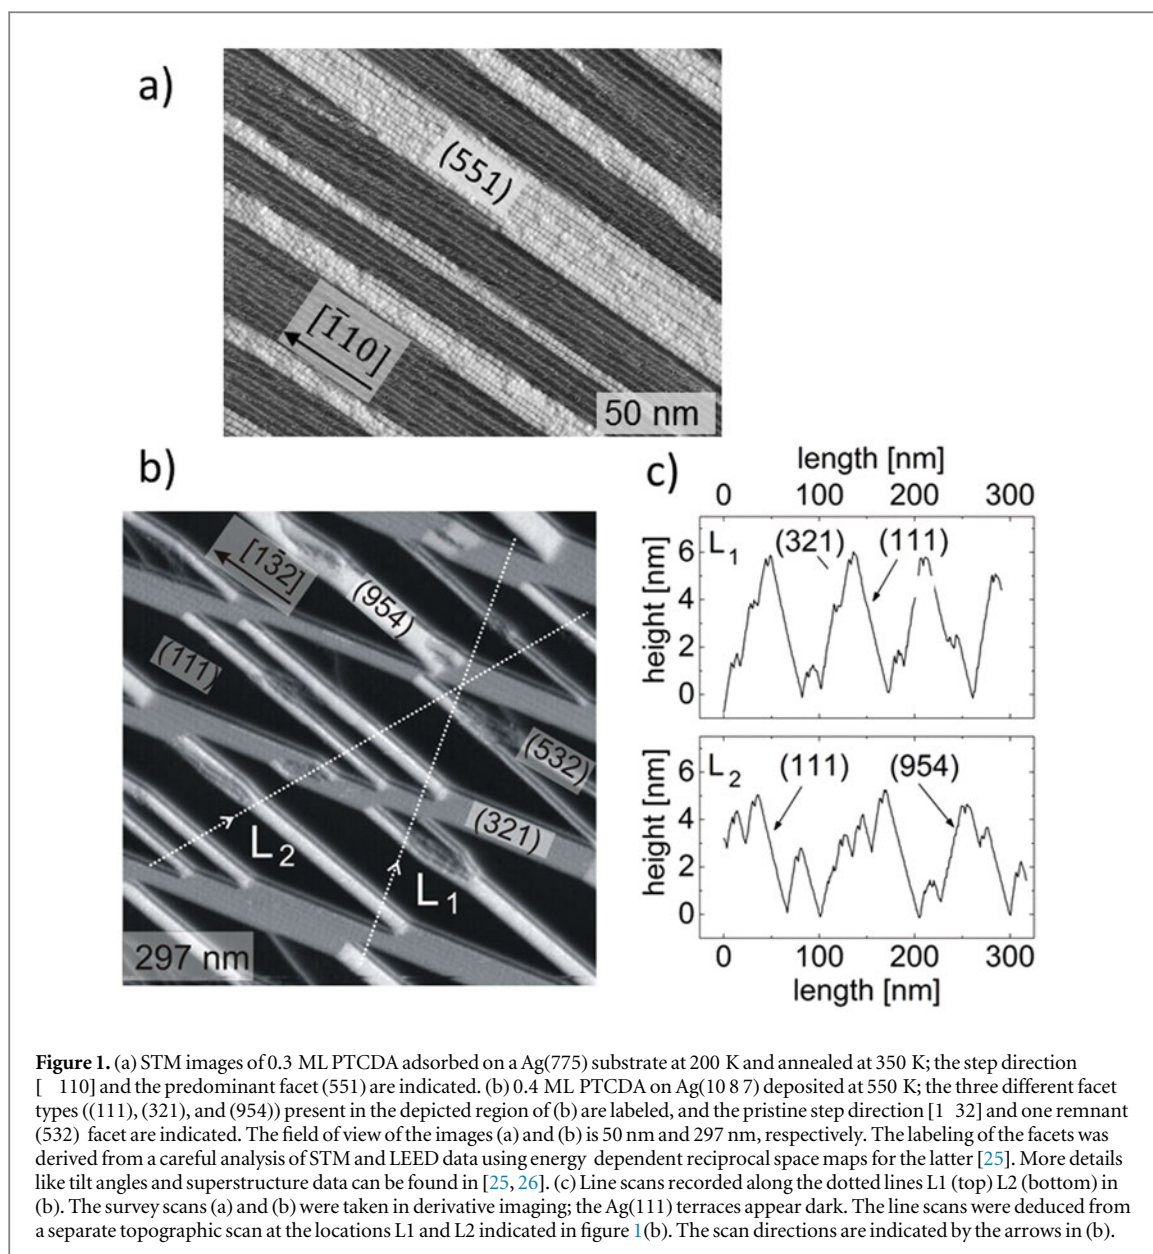 a)
(551)
[1̄10]
50 nm
b)
[13̄2]
(954)
(111)
(532)
(321)
L2
L1
297 nm
c)
length [nm]
0 100 200 300
height [nm]
6
4
2
0
L1
(321)
(111)
height [nm]
6
4
2
0
L2
(111)
(954)
0 100 200 300
length [nm]
Figure 1. (a) STM images of 0.3 ML PTCDA adsorbed on a Ag(775) substrate at 200 K and annealed at 350 K; the step direction
[ 110] and the predominant facet (551) are indicated. (b) 0.4 ML PTCDA on Ag(10 8 7) deposited at 550 K; the three different facet
types ((111), (321), and (954)) present in the depicted region of (b) are labeled, and the pristine step direction [1 32] and one remnant
(532) facet are indicated. The field of view of the images (a) and (b) is 50 nm and 297 nm, respectively. The labeling of the facets was
derived from a careful analysis of STM and LEED data using energy dependent reciprocal space maps for the latter [25]. More details
like tilt angles and superstructure data can be found in [25, 26]. (c) Line scans recorded along the dotted lines L1 (top) L2 (bottom) in
(b). The survey scans (a) and (b) were taken in derivative imaging; the Ag(111) terraces appear dark. The line scans were deduced from
a separate topographic scan at the locations L1 and L2 indicated in figure 1(b). The scan directions are indicated by the arrows in (b).